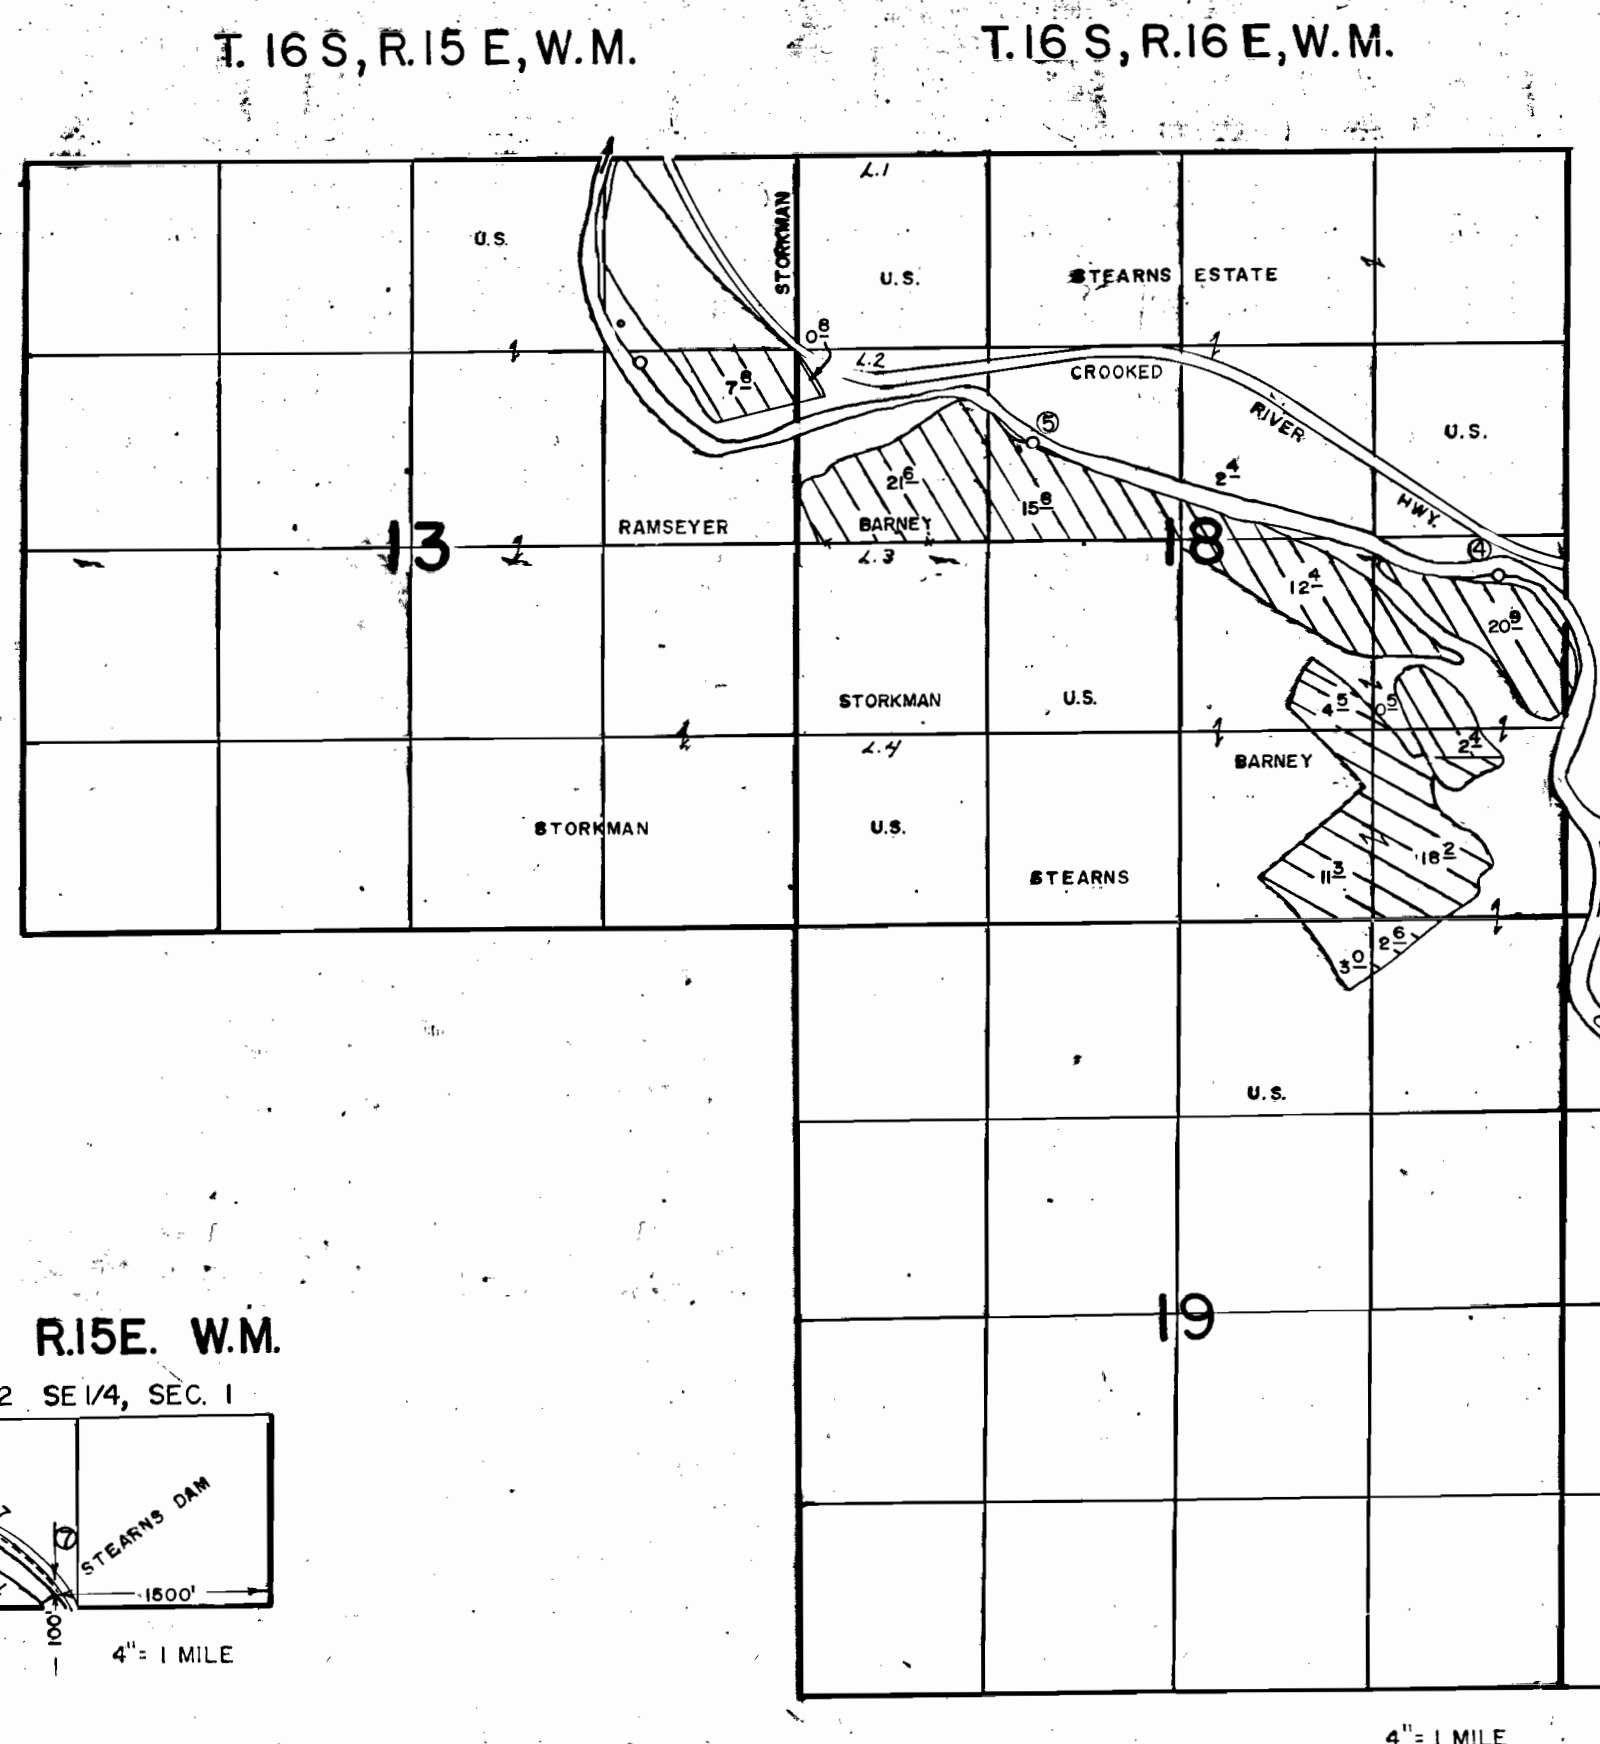 T. 16 S, R.15 E, W.M.
T. 16 S, R.16 E, W.M.
L.1
U.S.
STORKMAN
U.S.
STEARNS ESTATE
0 8
L.2
CROOKED
RIVER
HWY.
7 8
U.S.
5
21 6
15 8
2 4
RAMSEYER
BARNEY
13
18
4
L.3
12 4
20 9
STORKMAN
U.S.
4 5
0 5
2 4
L.4
BARNEY
STORKMAN
U.S.
STEARNS
11 3
18 2
3 0
2 6
U.S.
19
R.15E. W.M.
2 SE 1/4, SEC. 1
STEARNS DAM
7
1500'
100'
4"= 1 MILE
4"= 1 MILE